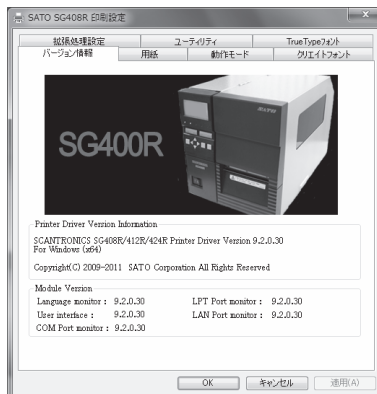 SATO SG408R 印刷設定
拡張処理設定 ユーティリティ TrueTypeフォント
バージョン情報 用紙 動作モード クリエイトフォント
SG400R
SATO
Printer Driver Version Information
SCANTRONICS SG408R/412R/424R Printer Driver Version 9.2.0.30
For Windows (x64)
Copyright(C) 2009-2011 SATO Corporation All Rights Reserved
Module Version
Language monitor : 9.2.0.30 LPT Port monitor : 9.2.0.30
User interface : 9.2.0.30 LAN Port monitor : 9.2.0.30
COM Port monitor : 9.2.0.30
OK キャンセル 適用(A)